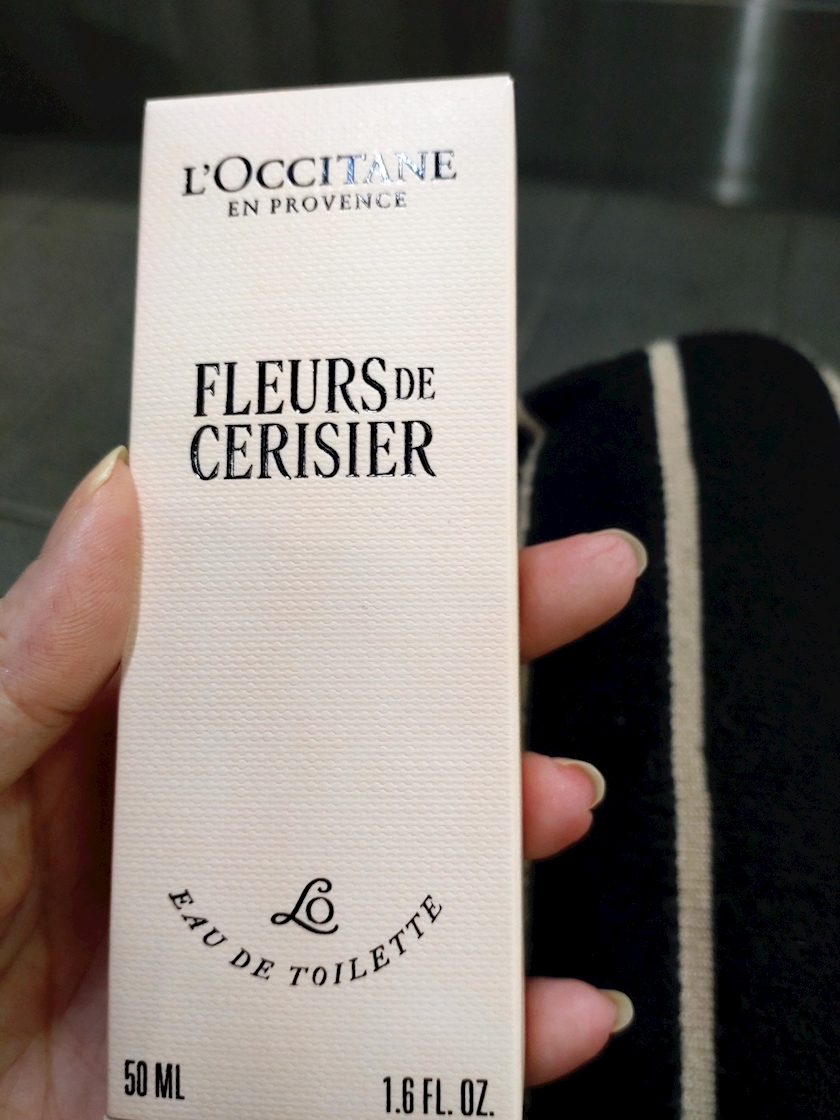 L'OCCITANE
EN PROVENCE
FLEURS DE
CERISIER
LO
EAU DE TOILETTE
50 ML
1.6 FL. OZ.